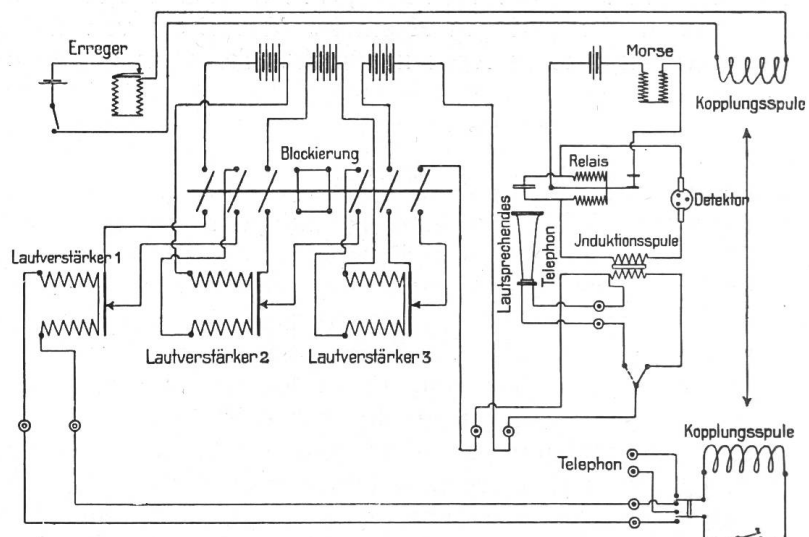 Erreger
Morse
Kopplungsspule
Blockierung
Relais
Detektor
Lautverstärker 1
Lautsprechendes
Telephon
Jnduktionsspule
Lautverstärker 2
Lautverstärker 3
Kopplungsspule
Telephon